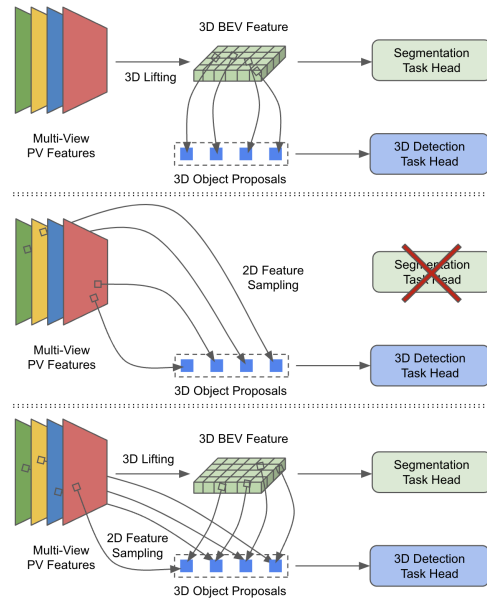 3D BEV Feature
Segmentation
Task Head
3D Lifting
Multi-View
PV Features
3D Detection
Task Head
3D Object Proposals
2D Feature
Sampling
Segmentation
Task Head
Multi-View
PV Features
3D Detection
Task Head
3D Object Proposals
3D BEV Feature
3D Lifting
Segmentation
Task Head
2D Feature
Sampling
Multi-View
PV Features
3D Detection
Task Head
3D Object Proposals